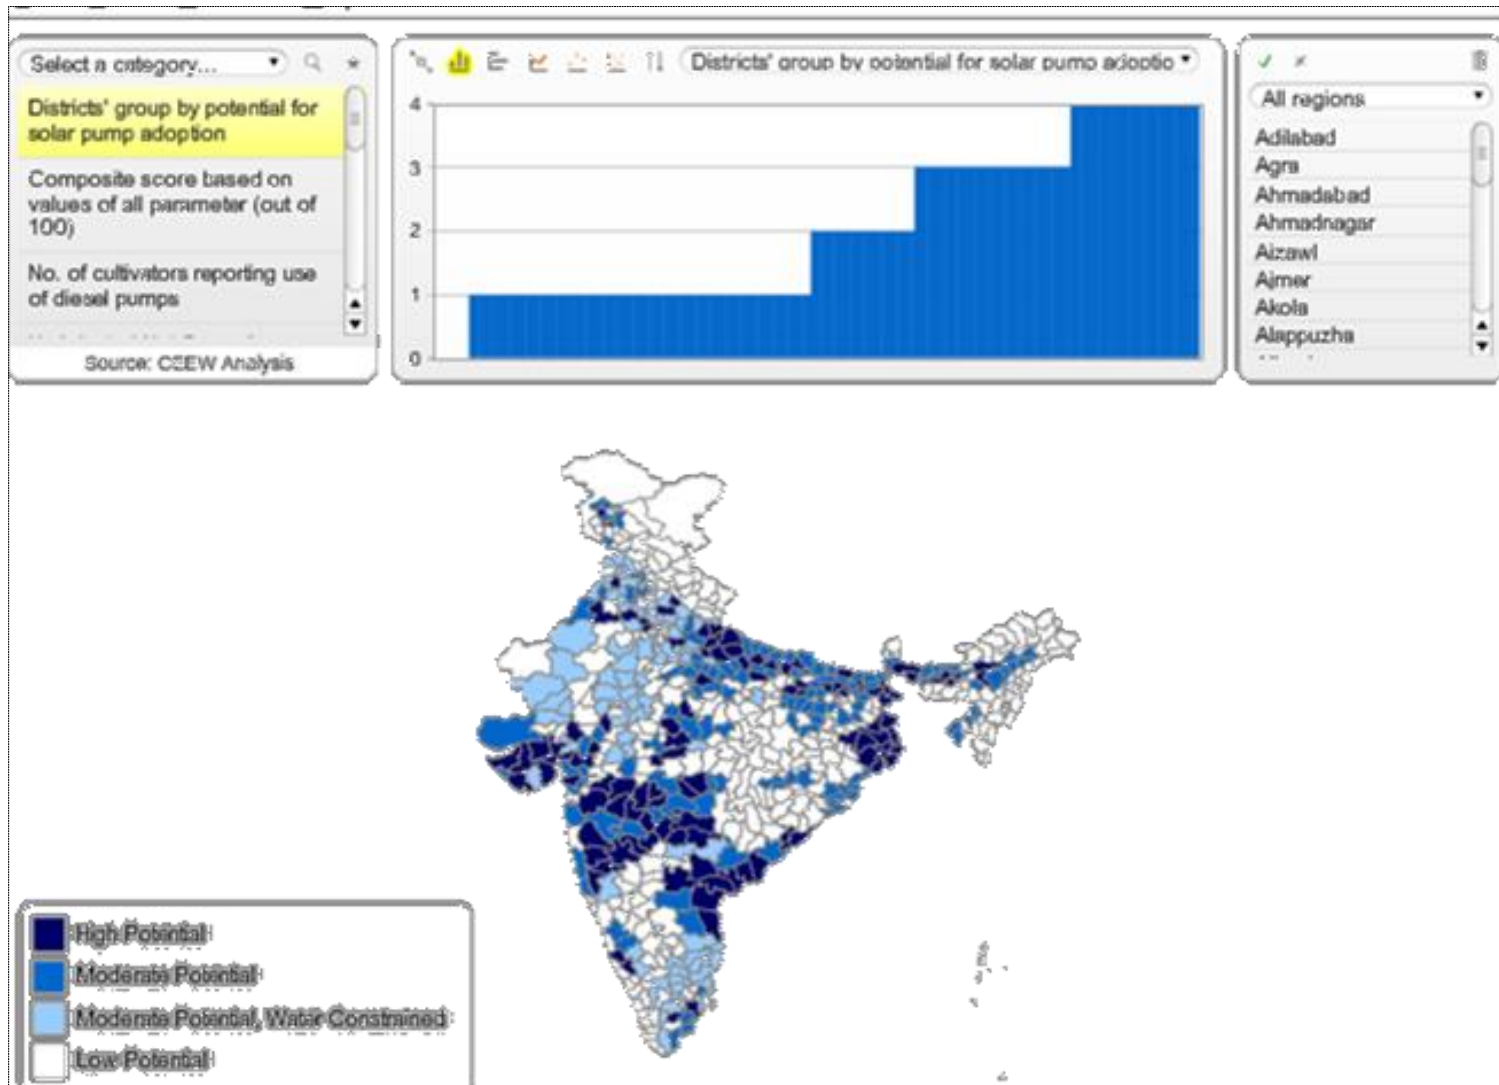 Select a category...
Districts' group by potential for
solar pump adoption
Composite score based on
values of all parameter (out of
100)
No. of cultivators reporting use
of diesel pumps
Source: CEEW Analysis
Districts' group by potential for solar pump adoptio
4
3
2
1
0
All regions
Adilabad
Agra
Ahmadabad
Ahmadnagar
Aizawl
Ajmer
Akola
Alappuzha
High Potential
Moderate Potential
Moderate Potential, Water Constrained
Low Potential